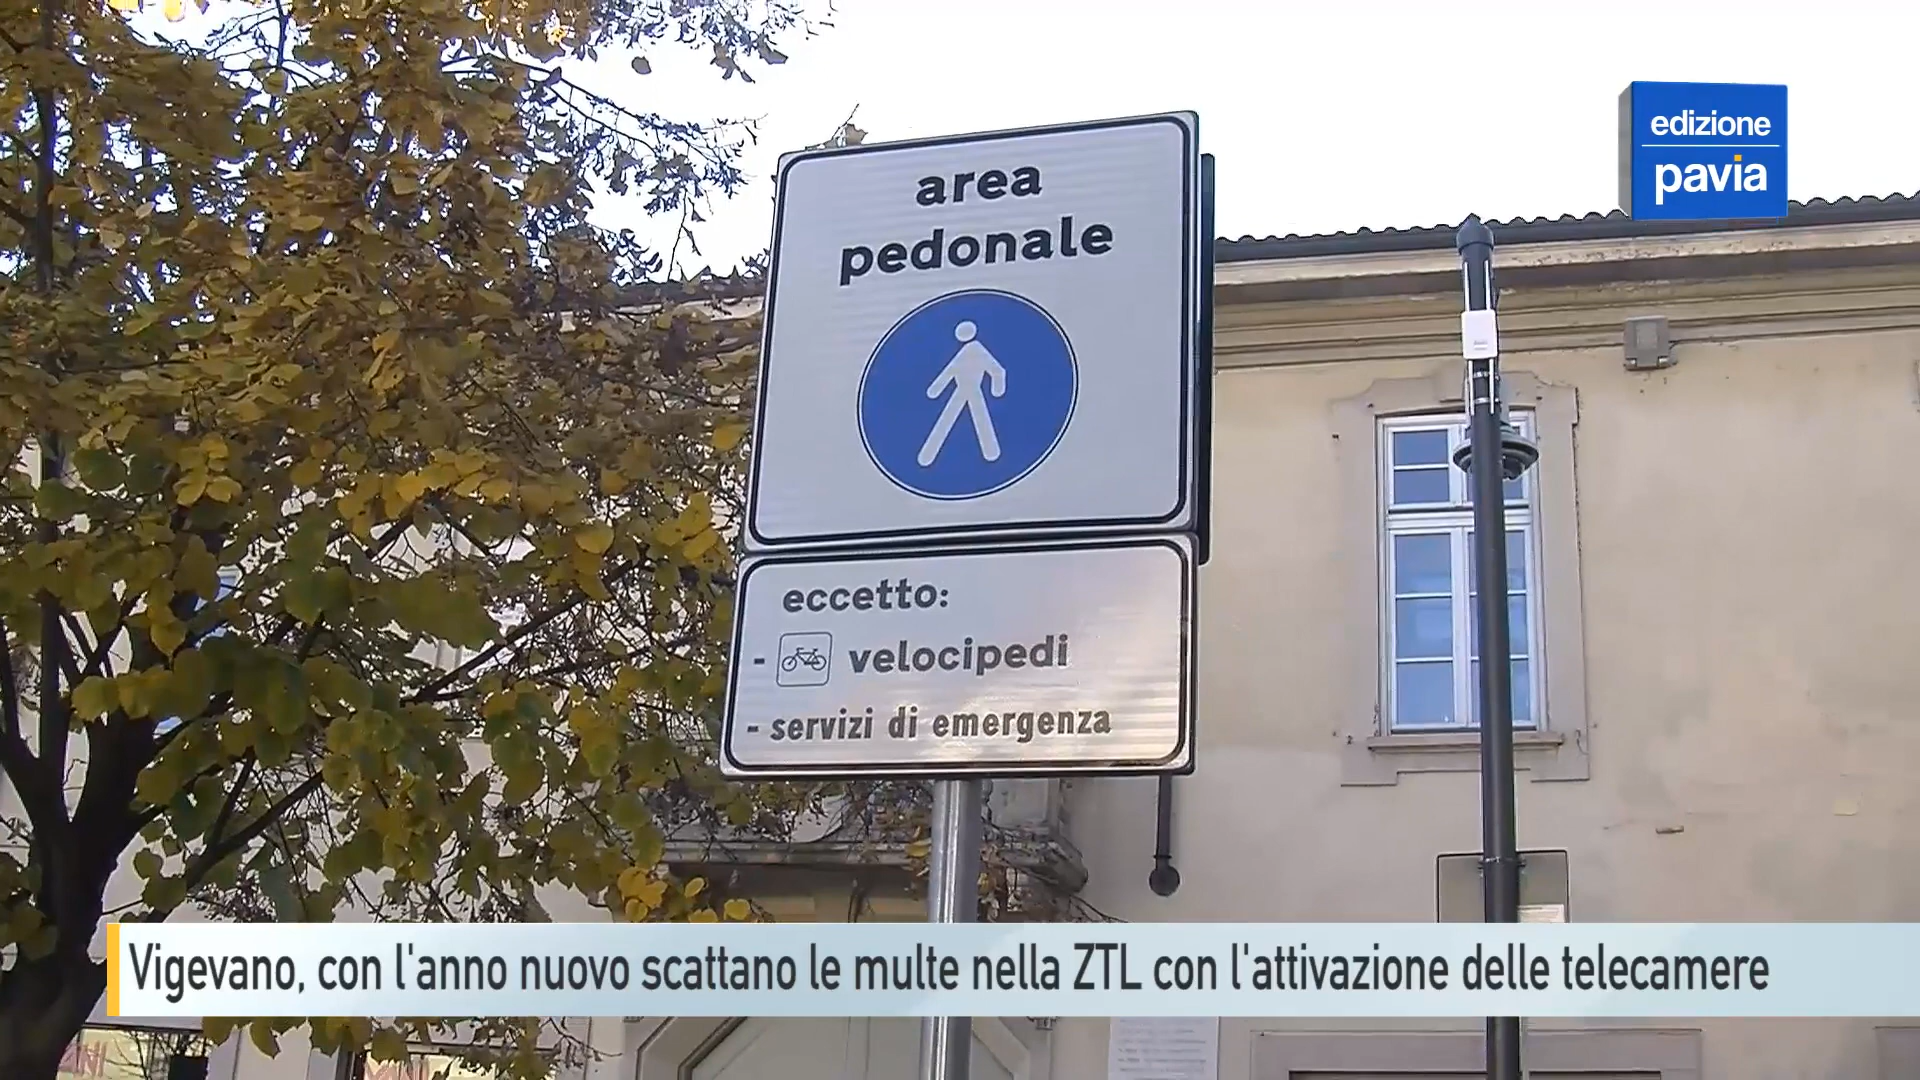 edizione
pavia
area
pedonale
eccetto:
- velocipedi
- servizi di emergenza
Vigevano, con l'anno nuovo scattano le multe nella ZTL con l'attivazione delle telecamere